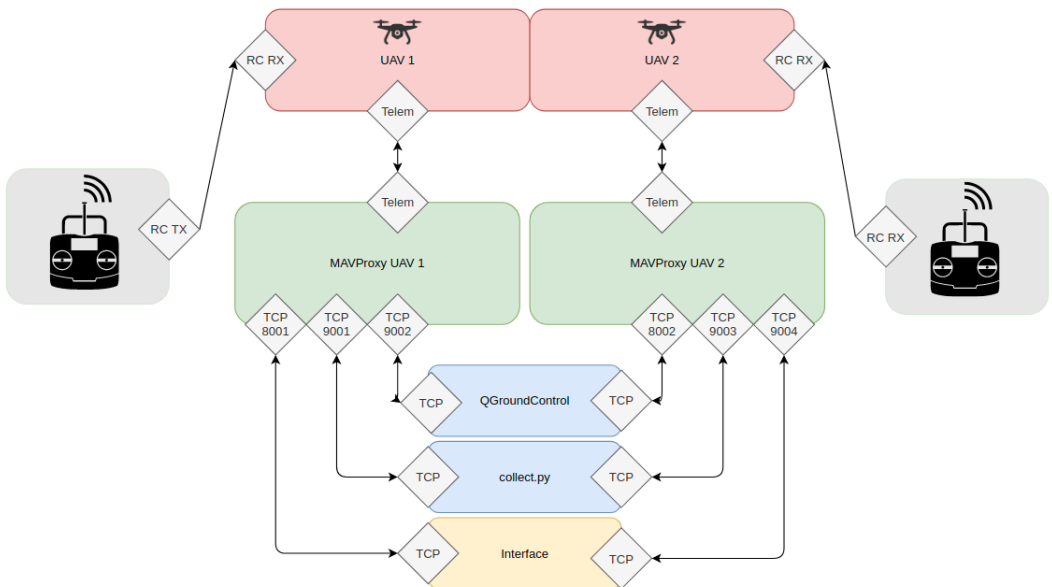 RC RX
UAV 1
UAV 2
RC RX
Telem
Telem
Telem
Telem
RC TX
RC RX
MAVProxy UAV 1
MAVProxy UAV 2
TCP
8001
TCP
9001
TCP
9002
TCP
8002
TCP
9003
TCP
9004
TCP
QGroundControl
TCP
TCP
collect.py
TCP
TCP
Interface
TCP